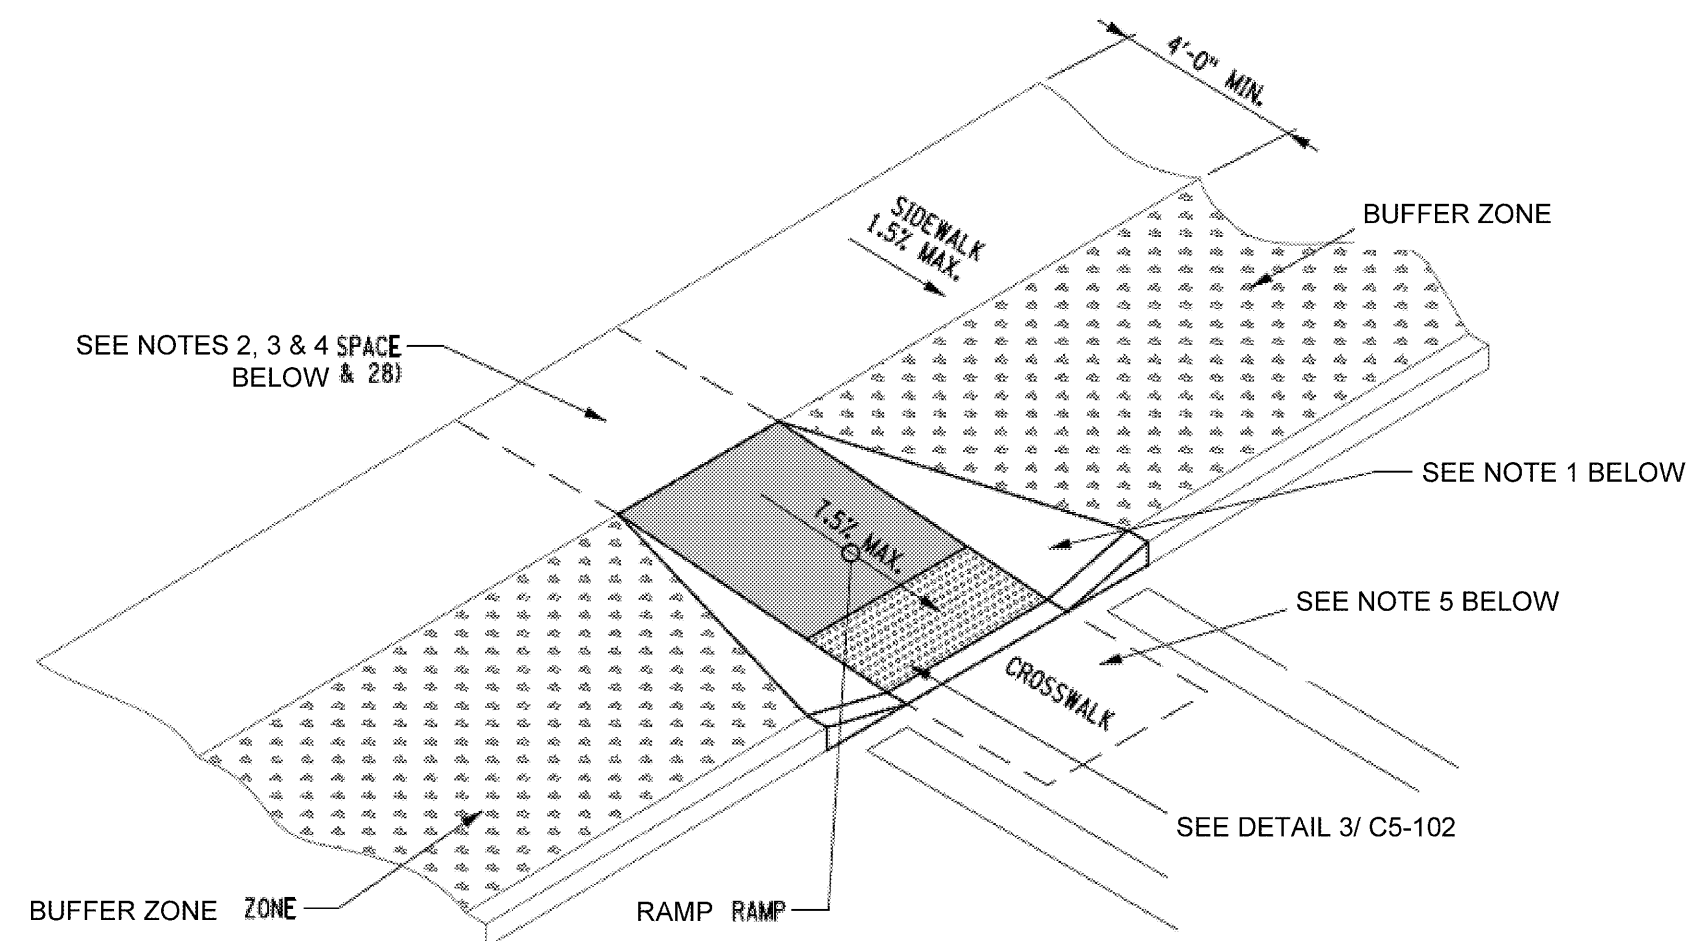 4'-0" MIN.
SIDEWALK
1.5% MAX.
BUFFER ZONE
SEE NOTES 2, 3 & 4 SPACE
BELOW & 28)
SEE NOTE 1 BELOW
7.5% MAX.
SEE NOTE 5 BELOW
CROSSWALK
SEE DETAIL 3/ C5-102
BUFFER ZONE ZONE
RAMP RAMP